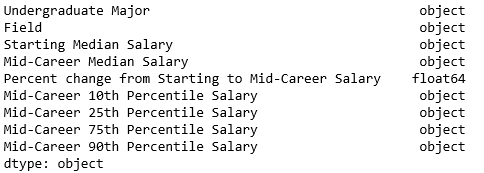 Undergraduate Major object
Field object
Starting Median Salary object
Mid-Career Median Salary object
Percent change from Starting to Mid-Career Salary float64
Mid-Career 10th Percentile Salary object
Mid-Career 25th Percentile Salary object
Mid-Career 75th Percentile Salary object
Mid-Career 90th Percentile Salary object
dtype: object